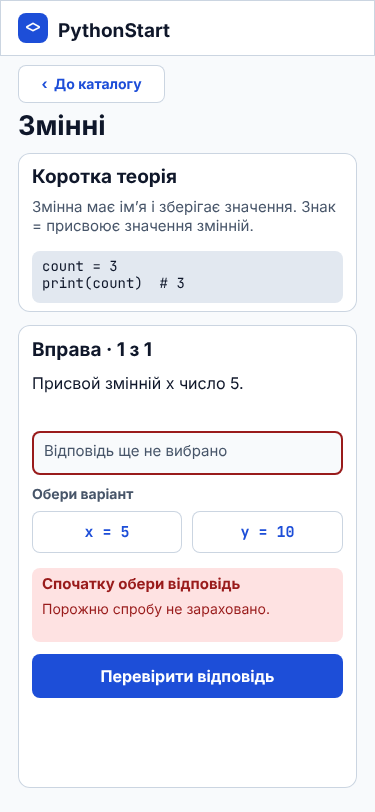 <> PythonStart
‹ До каталогу
Змінні
Коротка теорія
Змінна має ім’я і зберігає значення. Знак
= присвоює значення змінній.
count = 3
print(count)  # 3
Вправа · 1 з 1
Присвой змінній x число 5.
Відповідь ще не вибрано
Обери варіант
x = 5
y = 10
Спочатку обери відповідь
Порожню спробу не зараховано.
Перевірити відповідь